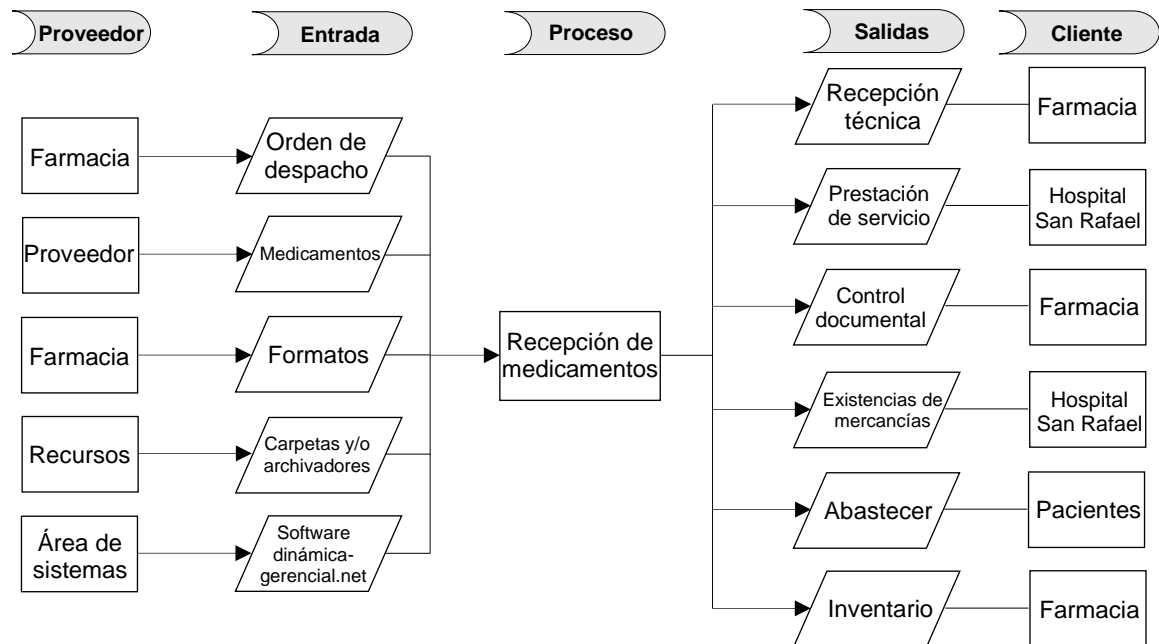 Proveedor
Entrada
Proceso
Salidas
Cliente
Farmacia
Orden de
despacho
Proveedor
Medicamentos
Farmacia
Formatos
Recursos
Carpetas y/o
archivadores
Área de
sistemas
Software
dinámica-
gerencial.net
Recepción de
medicamentos
Recepción
técnica
Farmacia
Prestación
de servicio
Hospital
San Rafael
Control
documental
Farmacia
Existencias de
mercancías
Hospital
San Rafael
Abastecer
Pacientes
Inventario
Farmacia